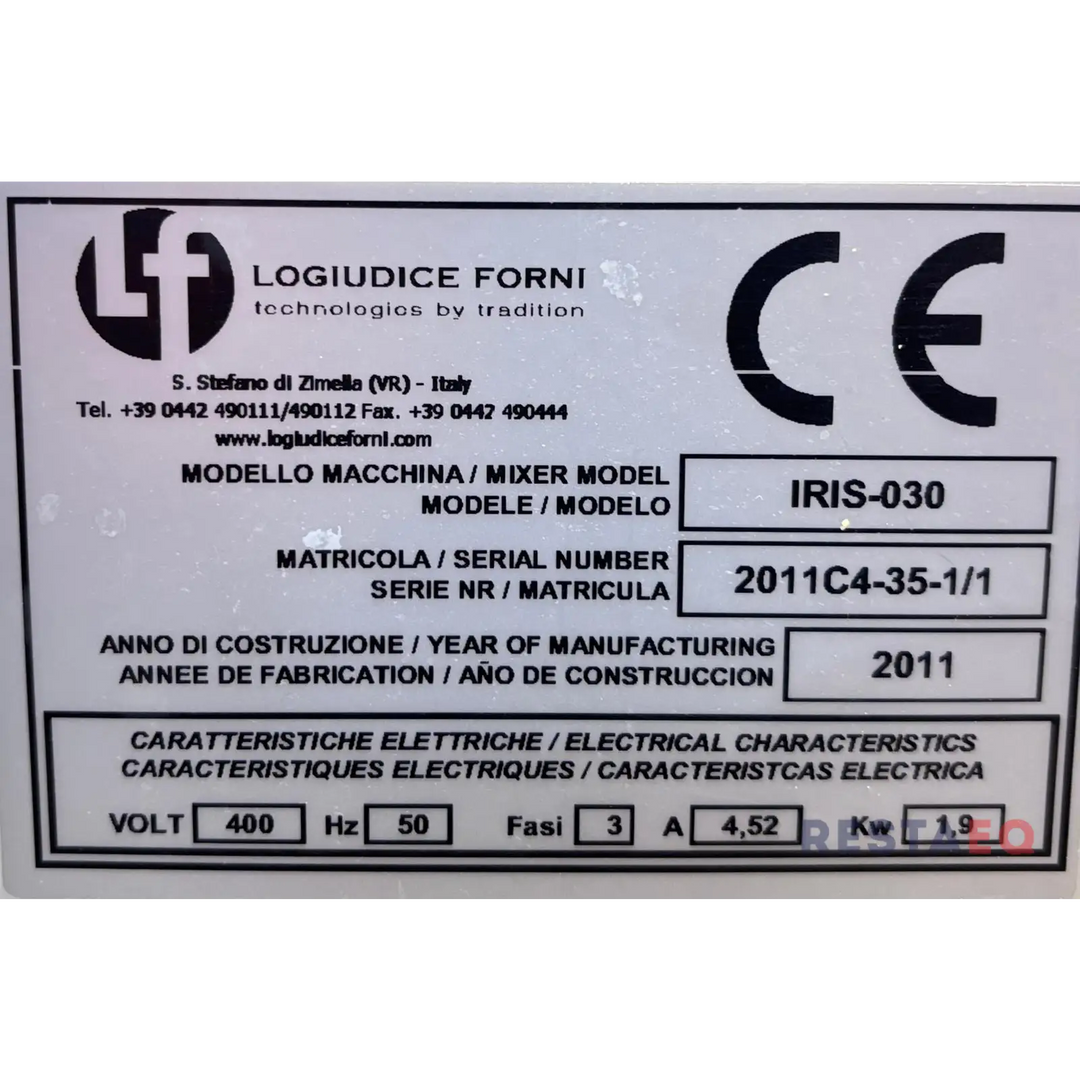 Lf
LOGIUDICE FORNI
technologies by tradition
CE
S. Stefano di Zimella (VR) - Italy
Tel. +39 0442 490111/490112 Fax. +39 0442 490444
www.logiudiceforni.com
MODELLO MACCHINA / MIXER MODEL
MODELE / MODELO
IRIS-030
MATRICOLA / SERIAL NUMBER
SERIE NR / MATRICULA
2011C4-35-1/1
ANNO DI COSTRUZIONE / YEAR OF MANUFACTURING
ANNEE DE FABRICATION / AÑO DE CONSTRUCCION
2011
CARATTERISTICHE ELETTRICHE / ELECTRICAL CHARACTERISTICS
CARACTERISTIQUES ELECTRIQUES / CARACTERISTCAS ELECTRICA
VOLT 400 Hz 50 Fasi 3 A 4,52 Kw 1,9
RESTAEQ